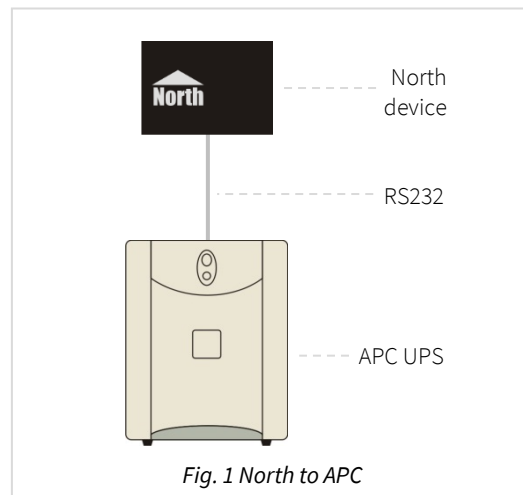 North
North
device
RS232
APC UPS
Fig. 1 North to APC